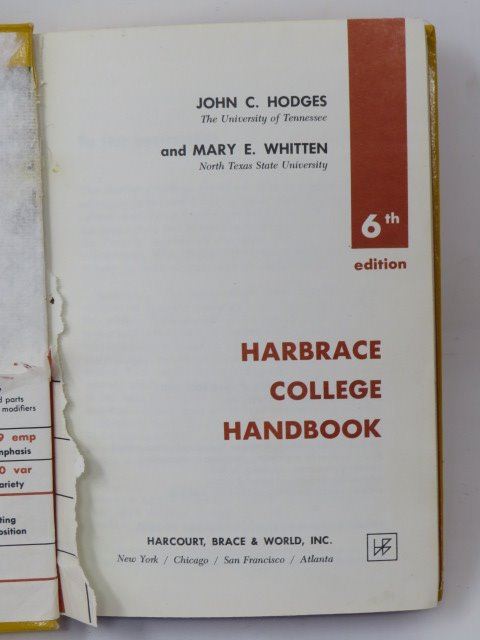 JOHN C. HODGES
The University of Tennessee
and MARY E. WHITTEN
North Texas State University
6th
edition
HARBRACE
COLLEGE
HANDBOOK
HARCOURT, BRACE & WORLD, INC.
New York / Chicago / San Francisco / Atlanta
parts
modifiers
9 emp
mphasis
0 var
ariety
ting
osition